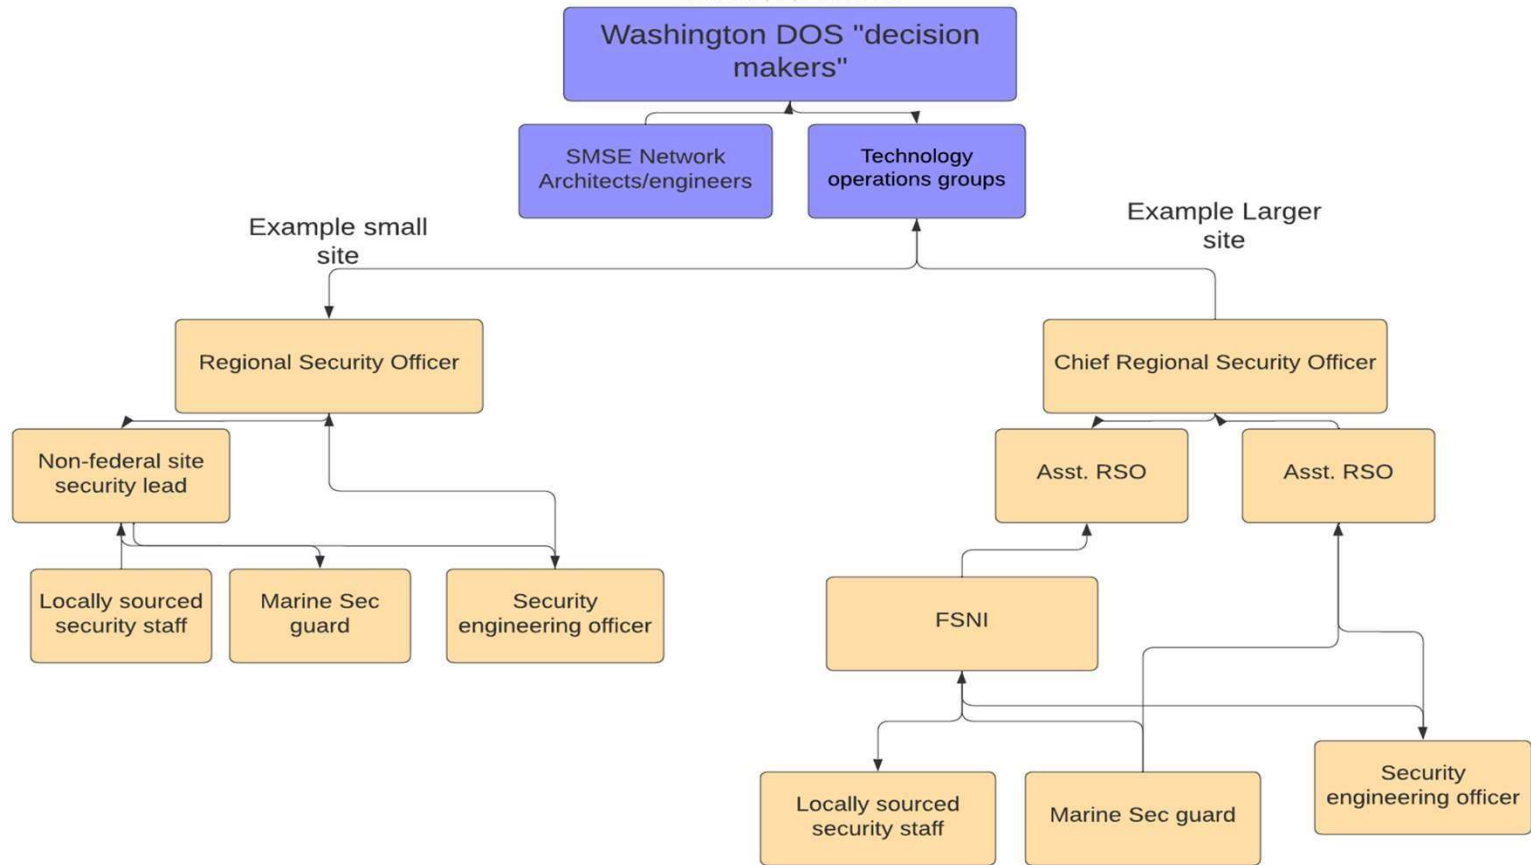 Washington DOS "decision
makers"
SMSE Network
Architects/engineers
Technology
operations groups
Example small
site
Example Larger
site
Regional Security Officer
Chief Regional Security Officer
Non-federal site
security lead
Asst. RSO
Asst. RSO
Locally sourced
security staff
Marine Sec
guard
Security
engineering officer
FSNI
Locally sourced
security staff
Marine Sec guard
Security
engineering officer